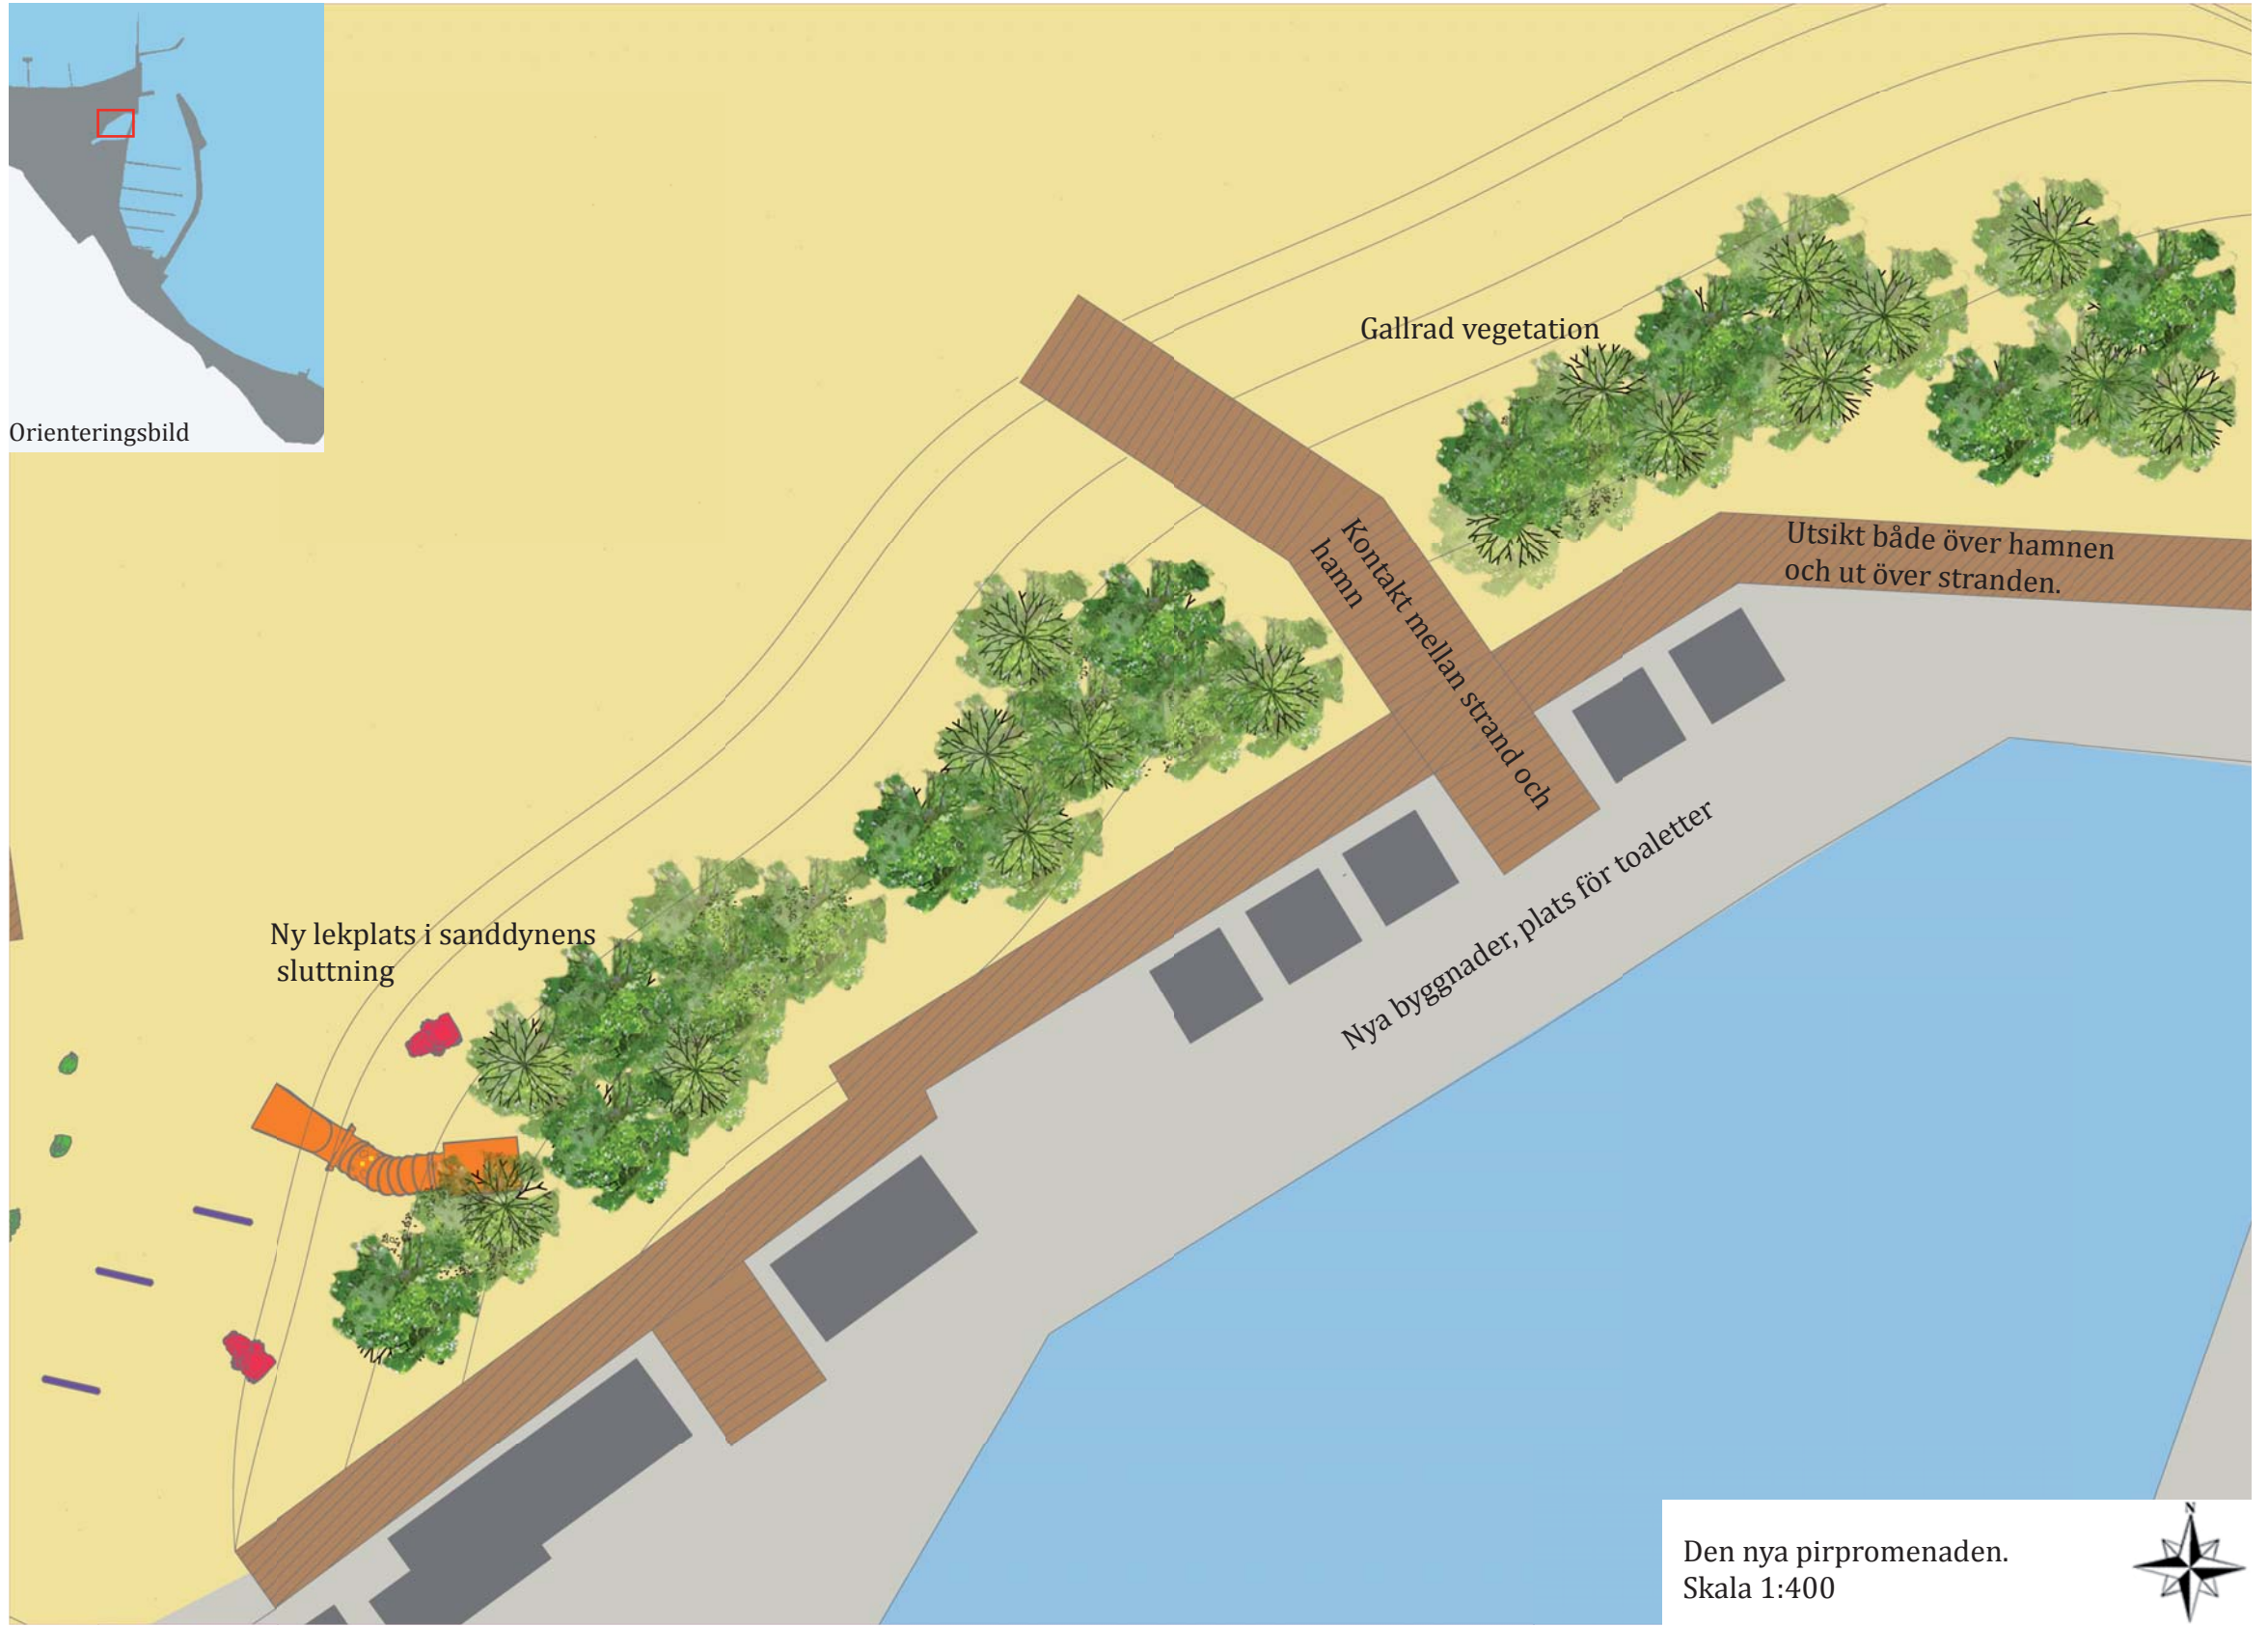 Orienteringsbild
Gallrad vegetation
Utsikt både över hamnen
och ut över stranden.
Kontakt mellan strand och
hamn
Nya byggnader, plats för toaletter
Ny lekplats i sanddynens
sluttning
Den nya pirpromenaden.
Skala 1:400
N